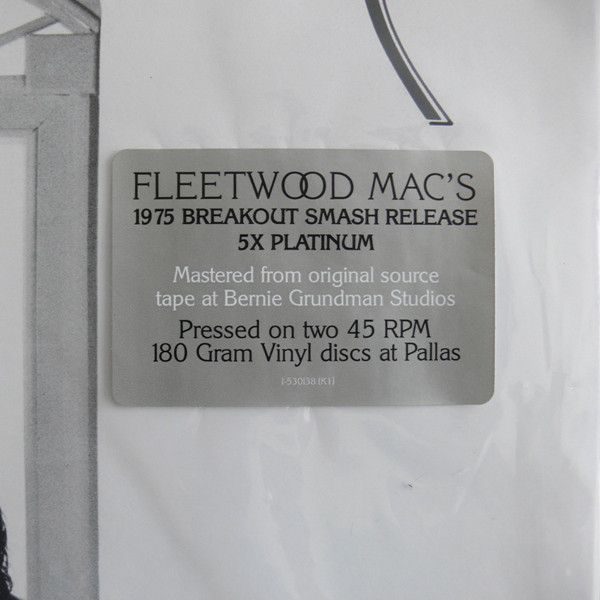 FLEETWOOD MAC'S
1975 BREAKOUT SMASH RELEASE
5X PLATINUM
Mastered from original source
tape at Bernie Grundman Studios
Pressed on two 45 RPM
180 Gram Vinyl discs at Pallas